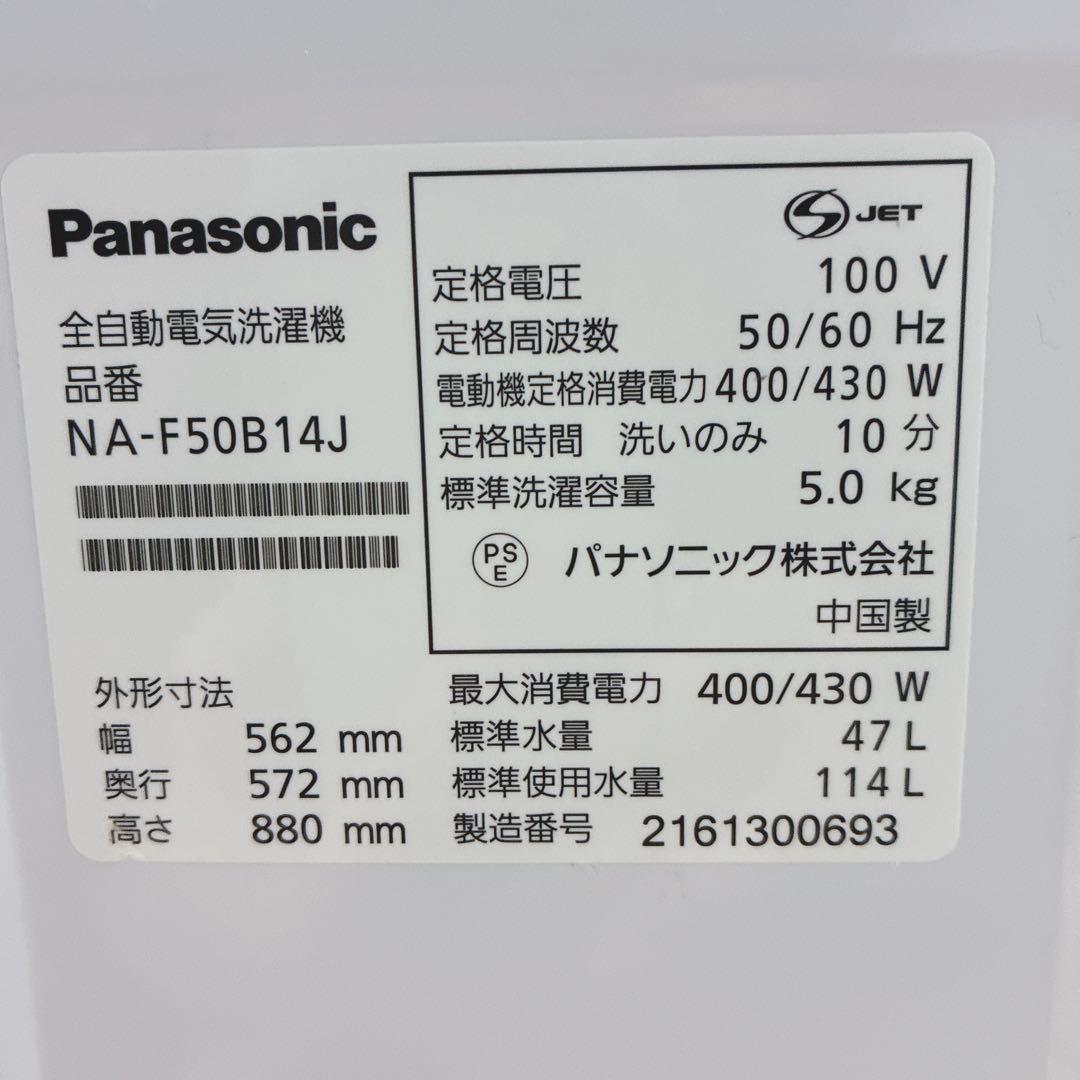 Panasonic
全自動電気洗濯機
品番
NA-F50B14J
S JET
定格電圧 100 V
定格周波数 50/60 Hz
電動機定格消費電力 400/430 W
定格時間 洗いのみ 10 分
標準洗濯容量 5.0 kg
PSE パナソニック株式会社
中国製
外形寸法
幅 562 mm
奥行 572 mm
高さ 880 mm
最大消費電力 400/430 W
標準水量 47 L
標準使用水量 114 L
製造番号 2161300693